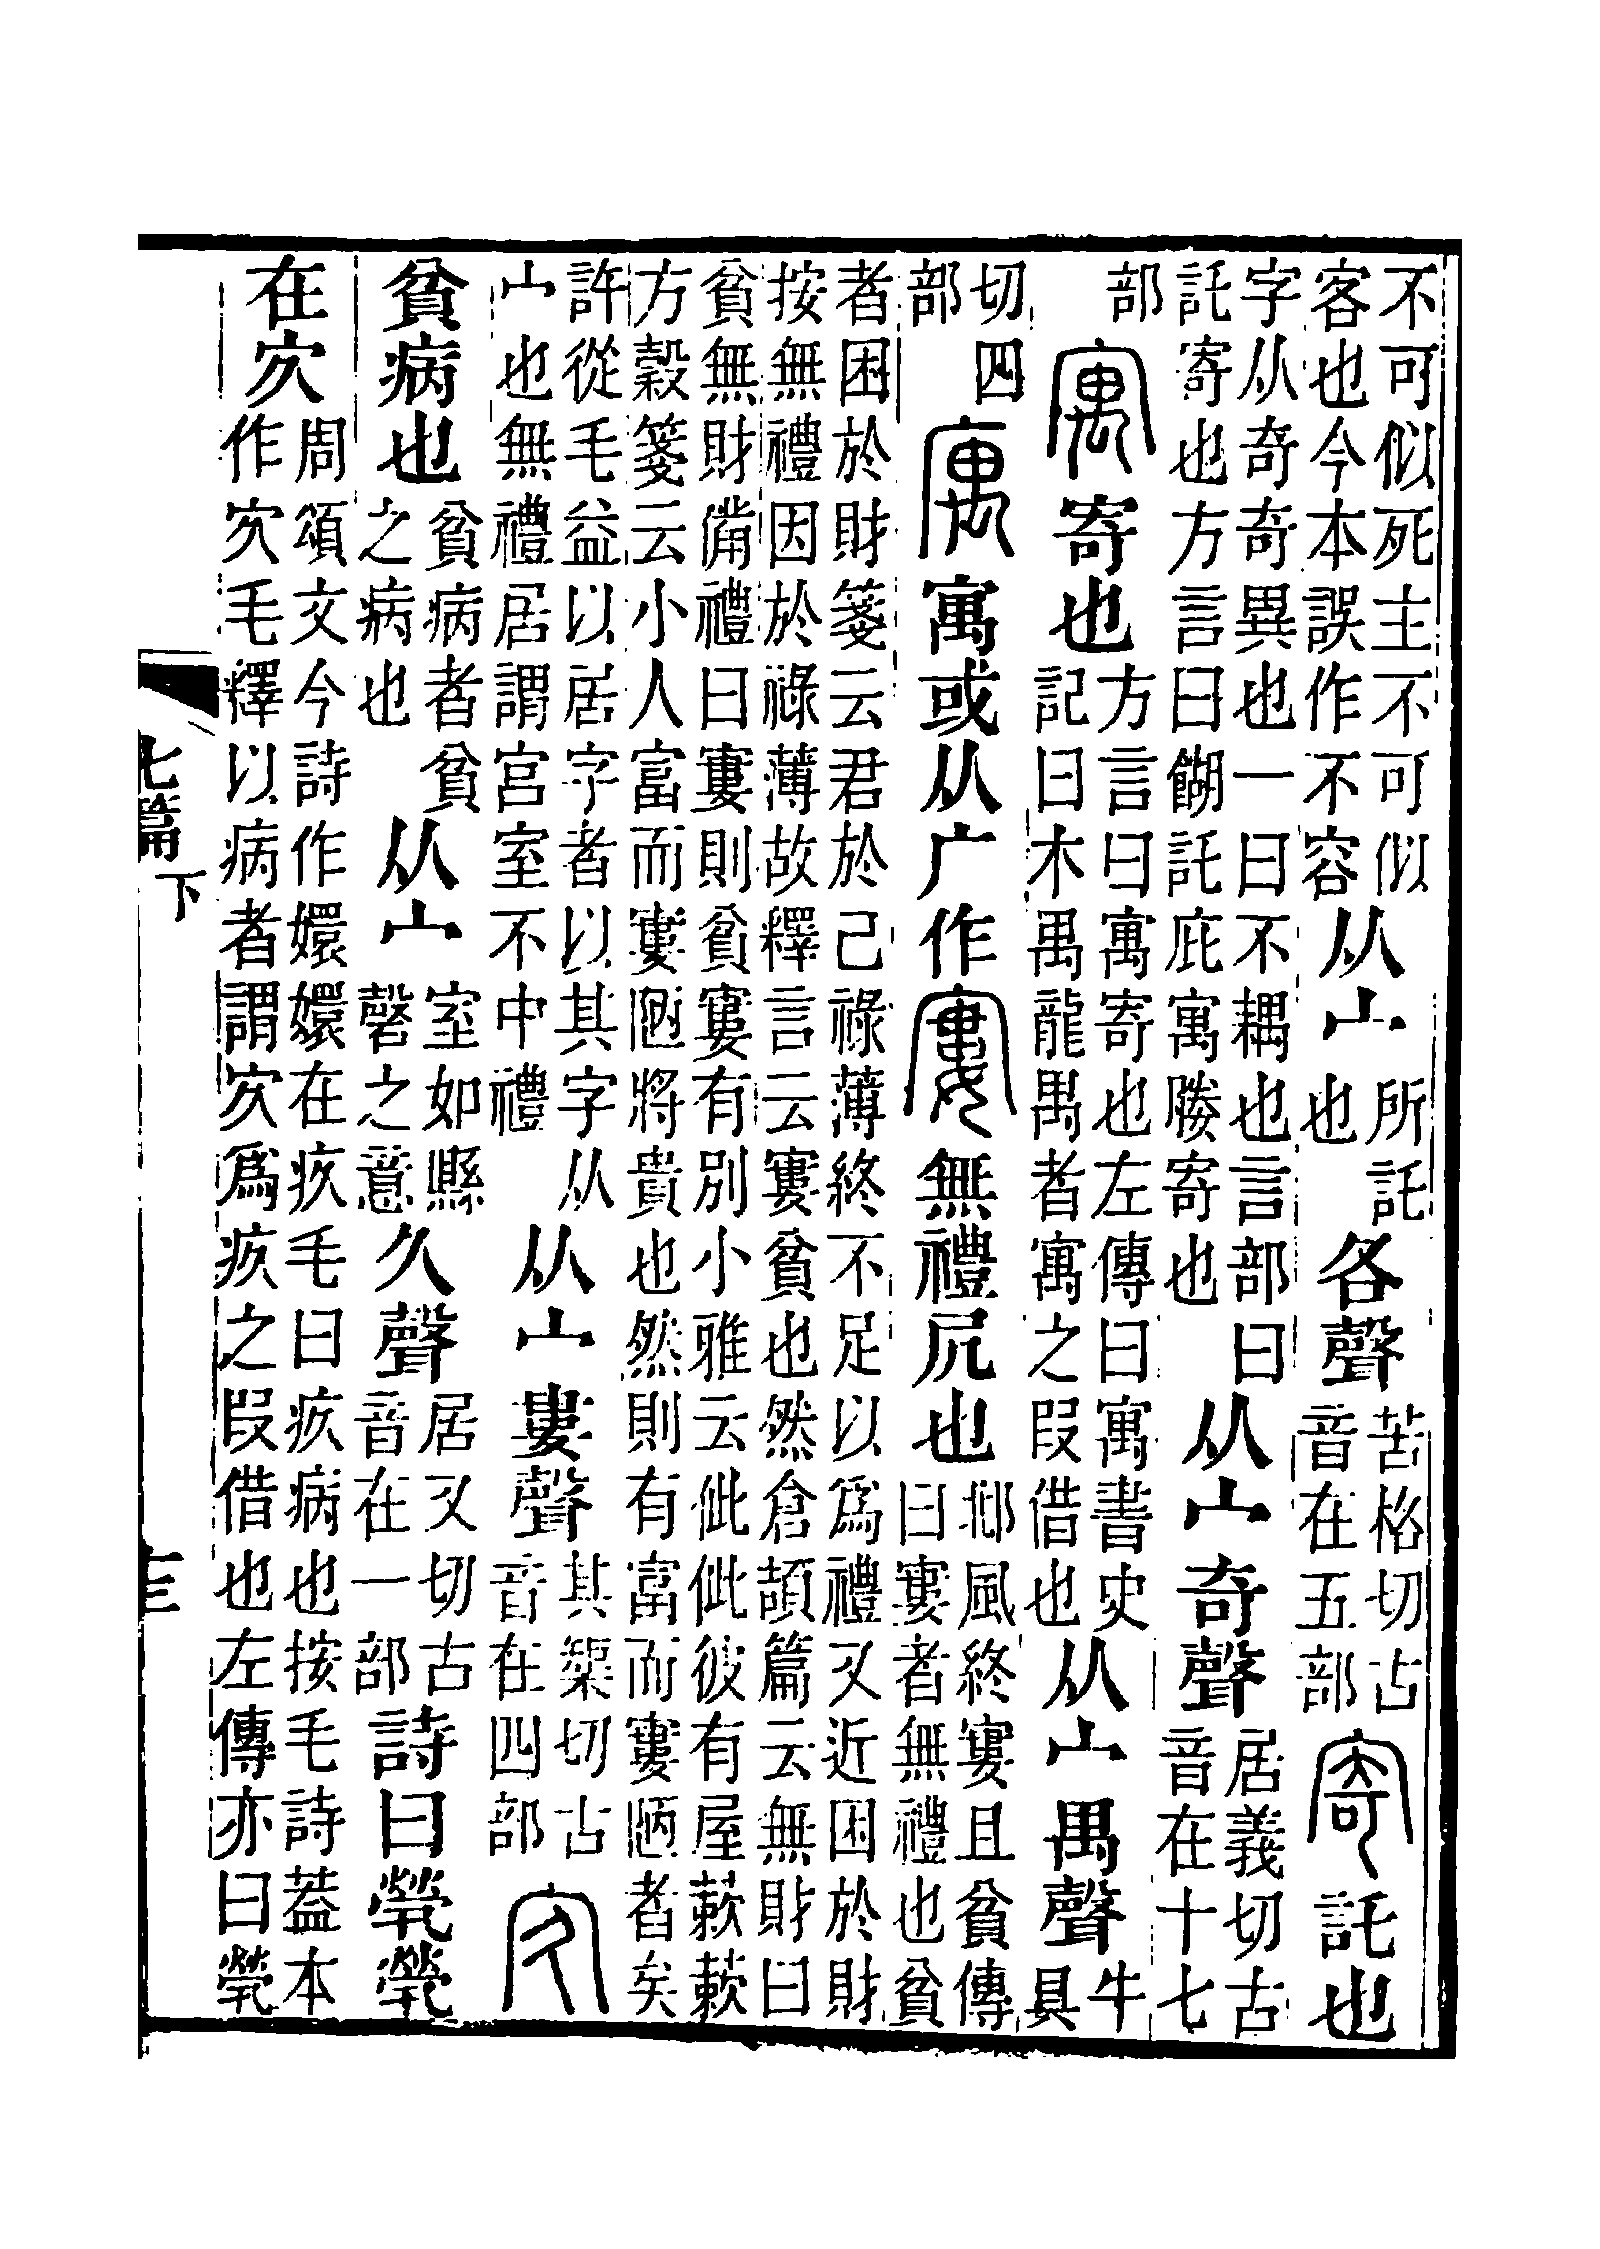 不可似死主不可似客也今本誤作不容从宀所託也各聲苦格切古音在五部寄託也
字从奇奇異也一曰不耦也言部曰託寄也方言曰餬託庇寓媵寄也从宀奇聲居義切古音在十七
部寓寄也方言曰寓寄也左傳曰寓書史記曰木禺龍禺者寓之叚借也从宀禺聲牛具
切四部庽寓或从广作窶無禮凥也邶風終窶且貧傳曰窶者無禮也貧
者困於財箋云君於己祿薄終不足以爲禮又近困於財按無禮因於祿薄故釋言云窶貧也然倉頡篇云無財曰
貧無財備禮曰窶則貧窶有別小雅云佌佌彼有屋蔌蔌方穀箋云小人富而窶陋將貴也然則有富而窶陋者矣
許從毛益以居字者以其字从宀也無禮居謂宮室不中禮从宀婁聲其榘切古音在四部㝌
貧病也貧病者貧之病也从宀室如縣罄之意久聲居又切古音在一部詩曰㷀㷀
在㝌周頌文今詩作嬛嬛在疚毛曰疚病也按毛詩葢本作㝌毛釋以病者謂㝌爲疚之叚借也左傳亦曰㷀
七篇下